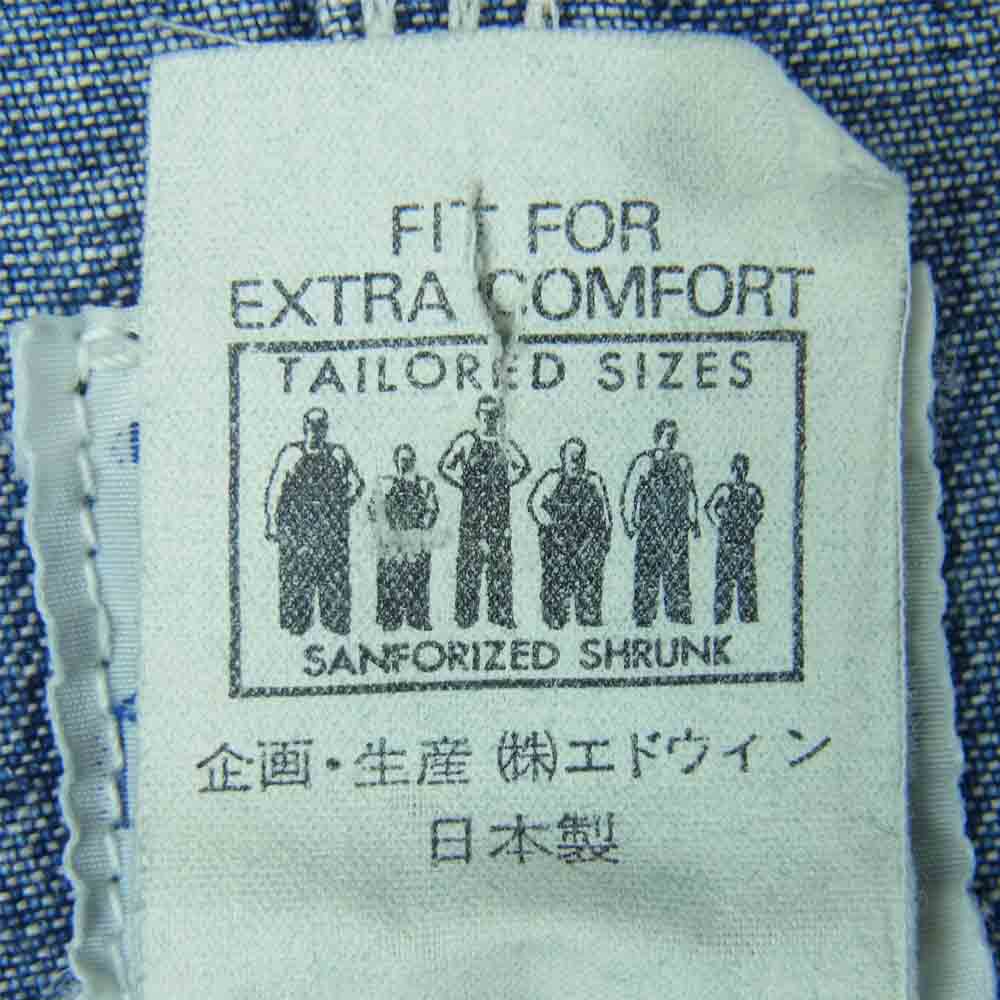 FIT FOR
EXTRA COMFORT
TAILORED SIZES
SANFORIZED SHRUNK
企画・生産 (株)エドウィン
日本製